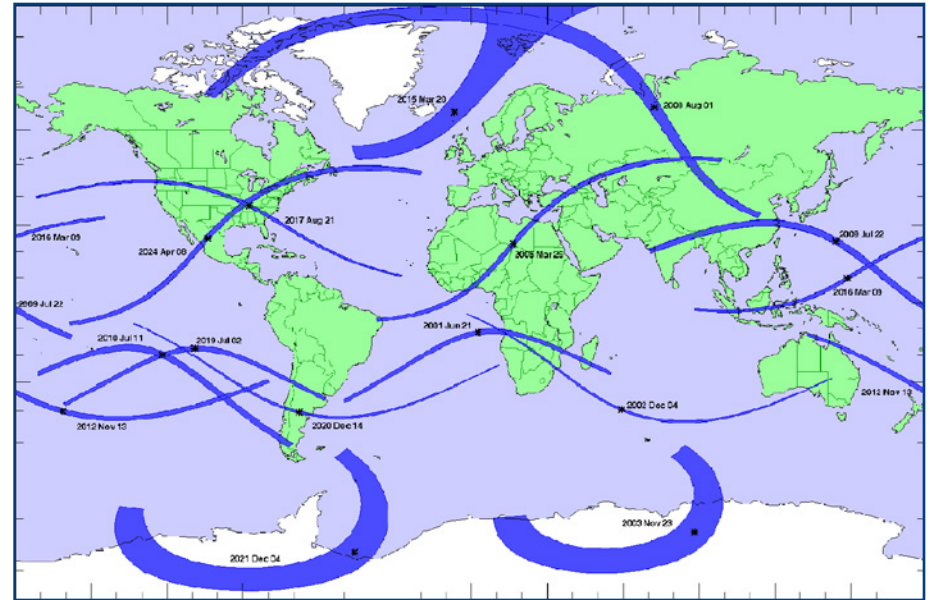 2015 Mar 20
2008 Aug 01
2017 Aug 21
2016 Mar 09
2024 Apr 08
2009 Jul 22
2006 Mar 29
2016 Mar 09
2009 Jul 22
2001 Jun 21
2010 Jul 11
2019 Jul 02
2012 Nov 13
2002 Dec 04
2012 Nov 13
2020 Dec 14
2003 Nov 23
2021 Dec 04